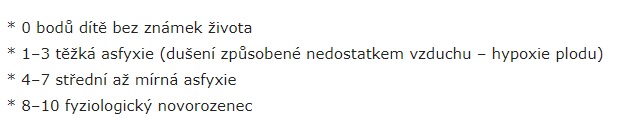 * 0 bodů dítě bez známek života
* 1–3 těžká asfyxie (dušení způsobené nedostatkem vzduchu – hypoxie plodu)
* 4–7 střední až mírná asfyxie
* 8–10 fyziologický novorozenec